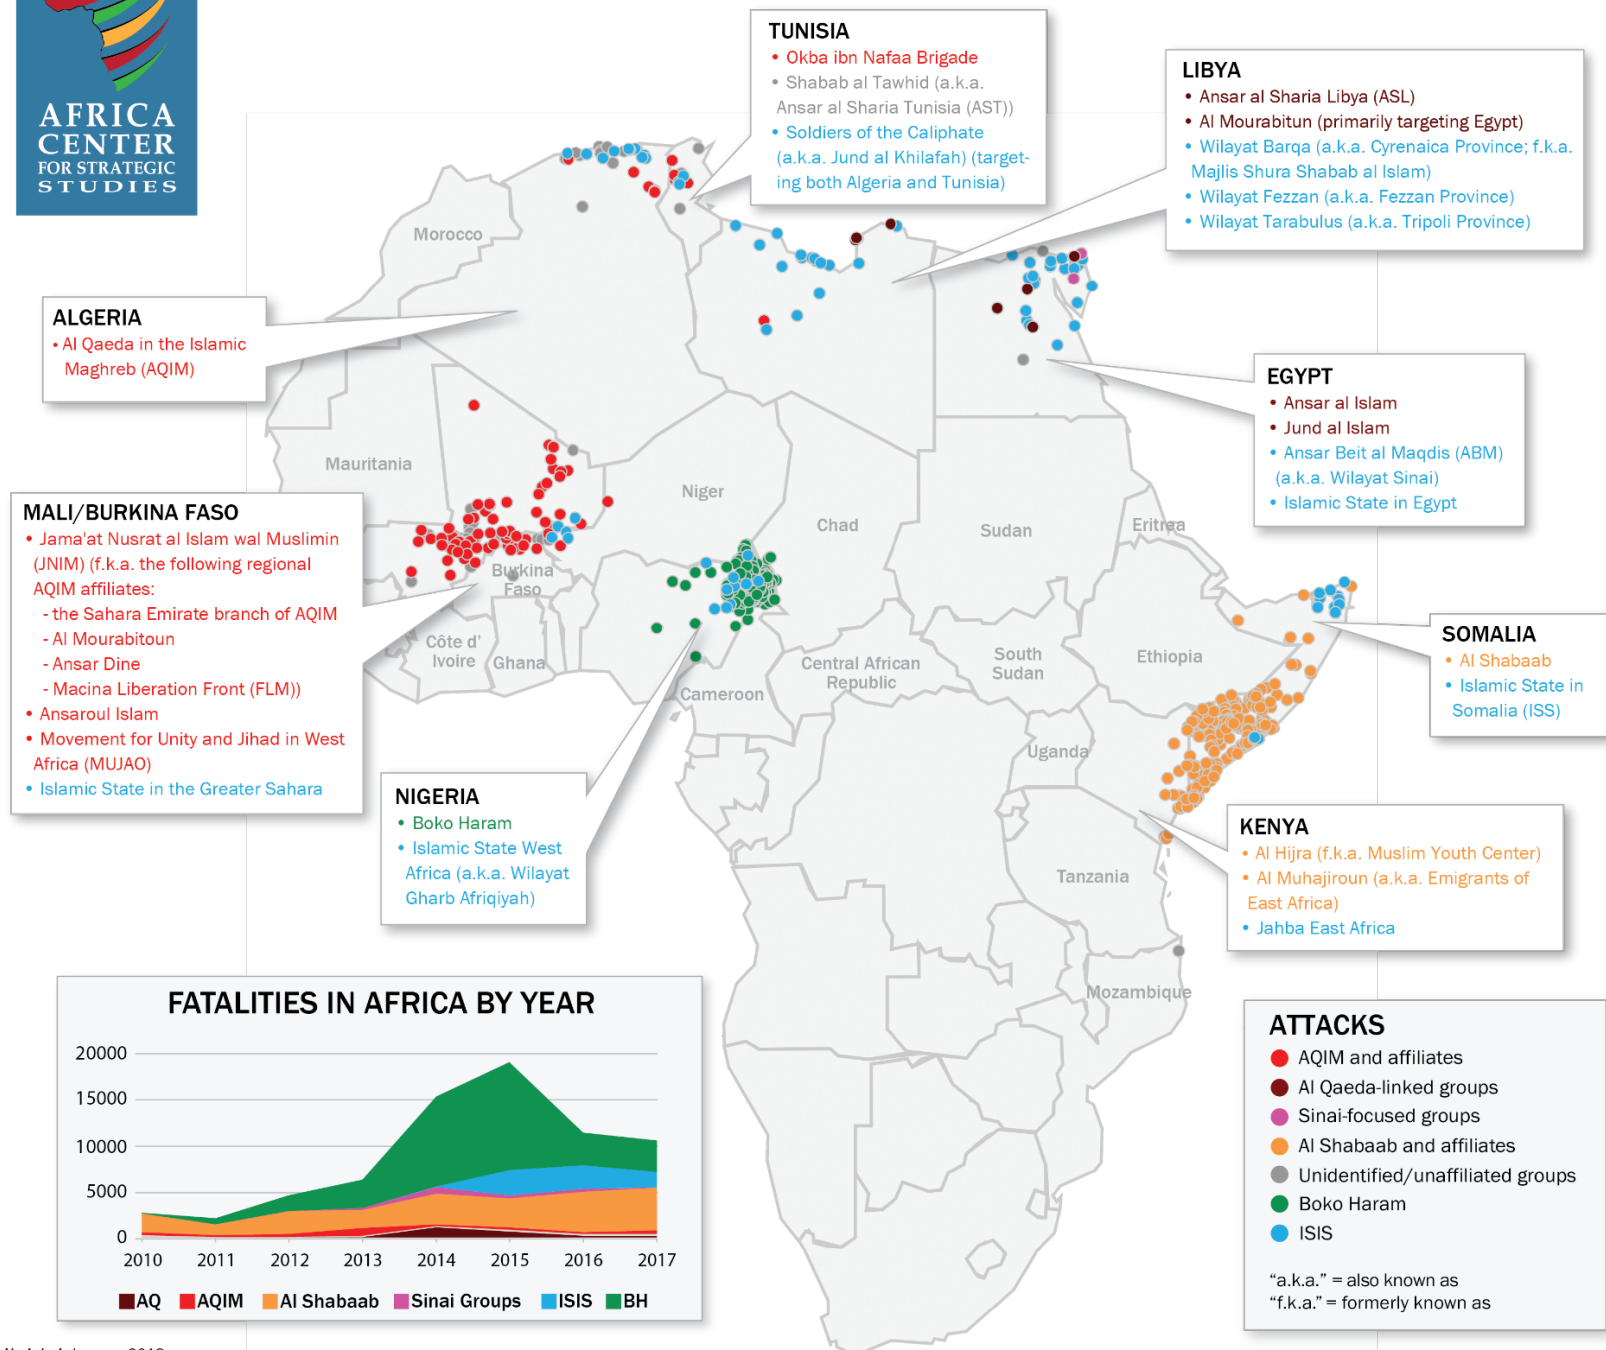 AFRICA
CENTER
FOR STRATEGIC
STUDIES
TUNISIA
• Okba ibn Nafaa Brigade
• Shabab al Tawhid (a.k.a.
Ansar al Sharia Tunisia (AST))
• Soldiers of the Caliphate
(a.k.a. Jund al Khilafah) (target-
ing both Algeria and Tunisia)
LIBYA
• Ansar al Sharia Libya (ASL)
• Al Mourabitun (primarily targeting Egypt)
• Wilayat Barqa (a.k.a. Cyrenaica Province; f.k.a.
Majlis Shura Shabab al Islam)
• Wilayat Fezzan (a.k.a. Fezzan Province)
• Wilayat Tarabulus (a.k.a. Tripoli Province)
Morocco
ALGERIA
• Al Qaeda in the Islamic
Maghreb (AQIM)
EGYPT
• Ansar al Islam
• Jund al Islam
• Ansar Beit al Maqdis (ABM)
(a.k.a. Wilayat Sinai)
• Islamic State in Egypt
Mauritania
Niger
Chad
Sudan
Eritrea
MALI/BURKINA FASO
• Jama'at Nusrat al Islam wal Muslimin
(JNIM) (f.k.a. the following regional
AQIM affiliates:
- the Sahara Emirate branch of AQIM
- Al Mourabitoun
- Ansar Dine
- Macina Liberation Front (FLM))
• Ansaroul Islam
• Movement for Unity and Jihad in West
Africa (MUJAO)
• Islamic State in the Greater Sahara
Burkina
Faso
Côte d'
Ivoire
Ghana
Cameroon
Central African
Republic
South
Sudan
Ethiopia
SOMALIA
• Al Shabaab
• Islamic State in
Somalia (ISS)
Uganda
NIGERIA
• Boko Haram
• Islamic State West
Africa (a.k.a. Wilayat
Gharb Afriqiyah)
KENYA
• Al Hijra (f.k.a. Muslim Youth Center)
• Al Muhajiroun (a.k.a. Emigrants of
East Africa)
• Jahba East Africa
Tanzania
Mozambique
FATALITIES IN AFRICA BY YEAR
20000
15000
10000
5000
0
2010 2011 2012 2013 2014 2015 2016 2017
AQ AQIM Al Shabaab Sinai Groups ISIS BH
ATTACKS
AQIM and affiliates
Al Qaeda-linked groups
Sinai-focused groups
Al Shabaab and affiliates
Unidentified/unaffiliated groups
Boko Haram
ISIS
“a.k.a.” = also known as
“f.k.a.” = formerly known as